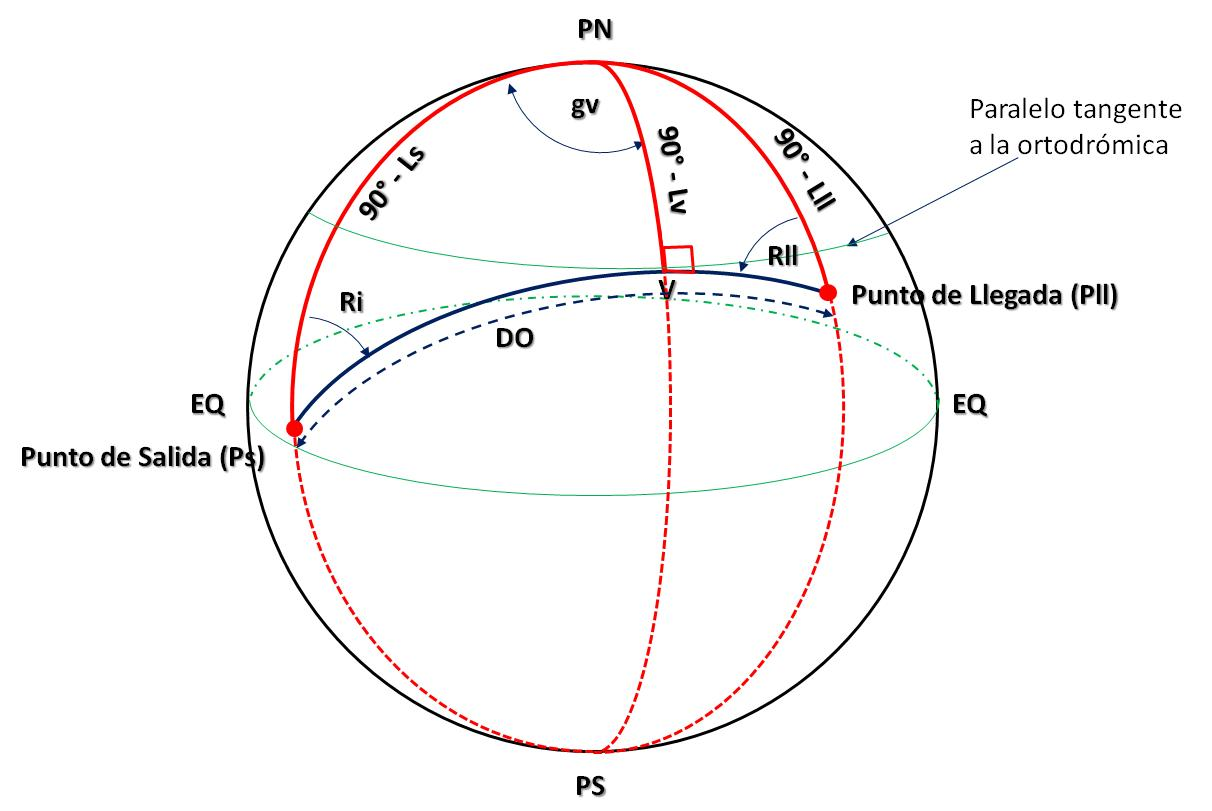 PN
gv
90° - Ls
90° - Lv
90° - Lll
Paralelo tangente
a la ortodrómica
Rll
Ri
V
Punto de Llegada (Pll)
DO
EQ
EQ
Punto de Salida (Ps)
PS